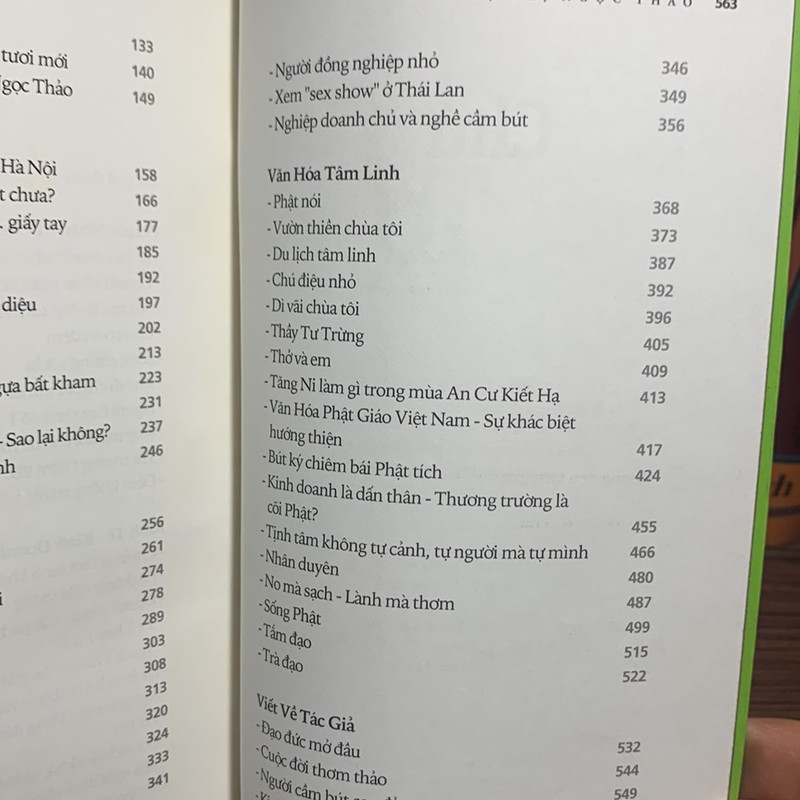 133
tươi mới 140
gọc Thảo 149
Hà Nội 158
t chưa? 166
. giấy tay 177
185
192
diệu 197
202
213
gựa bất kham 223
231
- Sao lại không? 237
nh 246
256
261
274
i 278
289
303
308
313
320
324
333
341
THẢO 563
-Người đồng nghiệp nhỏ 346
-Xem "sex show" ở Thái Lan 349
-Nghiệp doanh chủ và nghề cầm bút 356
Văn Hóa Tâm Linh
-Phật nói 368
-Vườn thiền chùa tôi 373
-Du lịch tâm linh 387
-Chú điệu nhỏ 392
-Dì vãi chùa tôi 396
-Thầy Tư Trừng 405
-Thở và em 409
-Tăng Ni làm gì trong mùa An Cư Kiết Hạ 413
-Văn Hóa Phật Giáo Việt Nam - Sự khác biệt
hướng thiện 417
-Bút ký chiêm bái Phật tích 424
-Kinh doanh là dấn thân - Thương trường là
cõi Phật? 455
-Tịnh tâm không tự cảnh, tự người mà tự mình 466
-Nhân duyên 480
-No mà sạch - Lành mà thơm 487
-Sống Phật 499
-Tắm đạo 515
-Trà đạo 522
Viết Về Tác Giả
-Đạo đức mở đầu 532
-Cuộc đời thơm thảo 544
-Người cầm bút 549